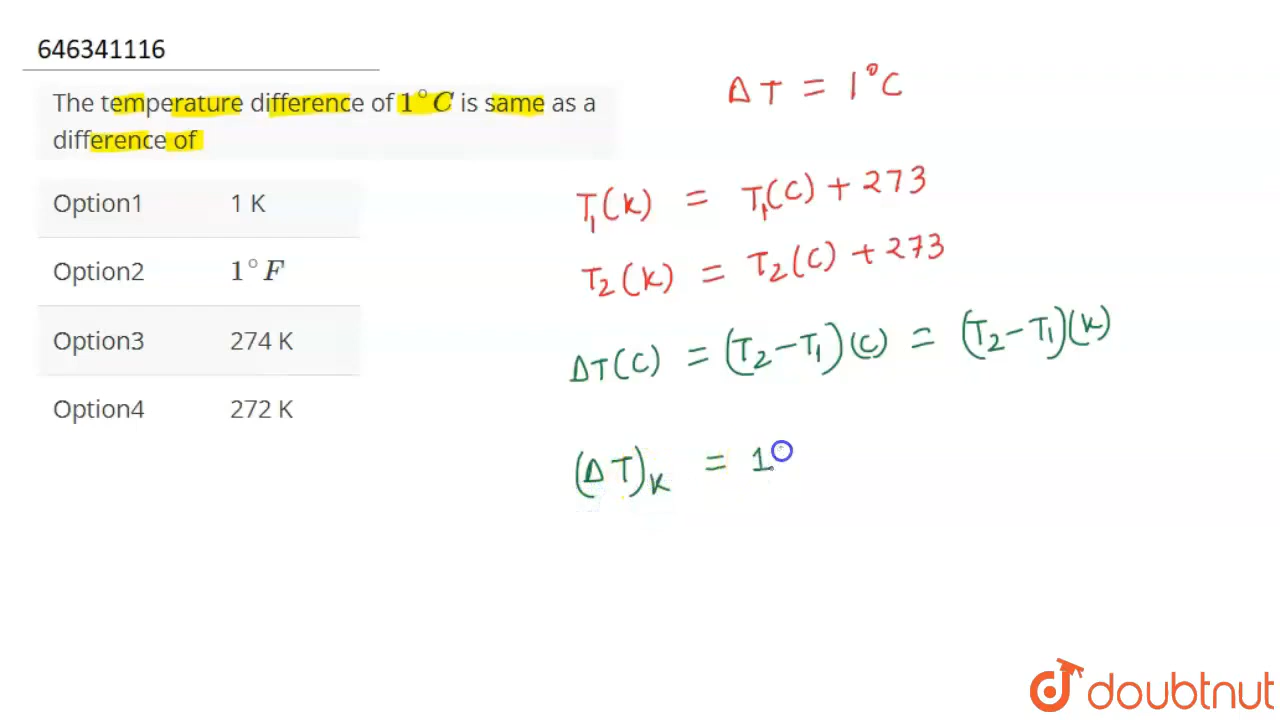 646341116
The temperature difference of 1°C is same as a
difference of
Option1 1 K
Option2 1°F
Option3 274 K
Option4 272 K
ΔT = 1°C
T₁(K) = T₁(C) + 273
T₂(K) = T₂(C) + 273
ΔT(C) = (T₂-T₁)(C) = (T₂-T₁)(K)
(ΔT)K = 1°
doubtnut